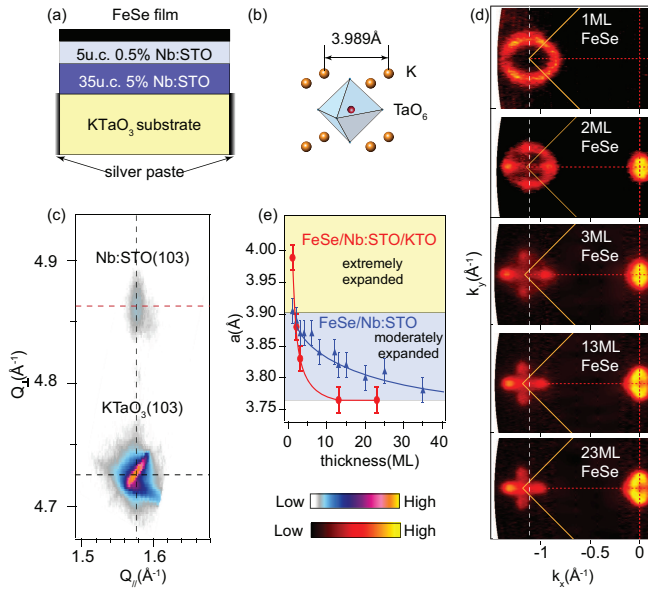 (a)
FeSe film
5u.c. 0.5% Nb:STO
35u.c. 5% Nb:STO
KTaO₃ substrate
silver paste
(b)
3.989Å
K
TaO₆
(c)
Nb:STO(103)
KTaO₃(103)
4.9
4.8
4.7
Q⊥(Å⁻¹)
1.5
1.6
Q//(Å⁻¹)
(e)
FeSe/Nb:STO/KTO
extremely
expanded
FeSe/Nb:STO
moderately
expanded
4.00
3.95
3.90
3.85
3.80
3.75
a(Å)
0
10
20
30
40
thickness(ML)
Low
High
Low
High
(d)
1ML
FeSe
2ML
FeSe
3ML
FeSe
13ML
FeSe
23ML
FeSe
ky(Å⁻¹)
-1
-0.5
0
kx(Å⁻¹)